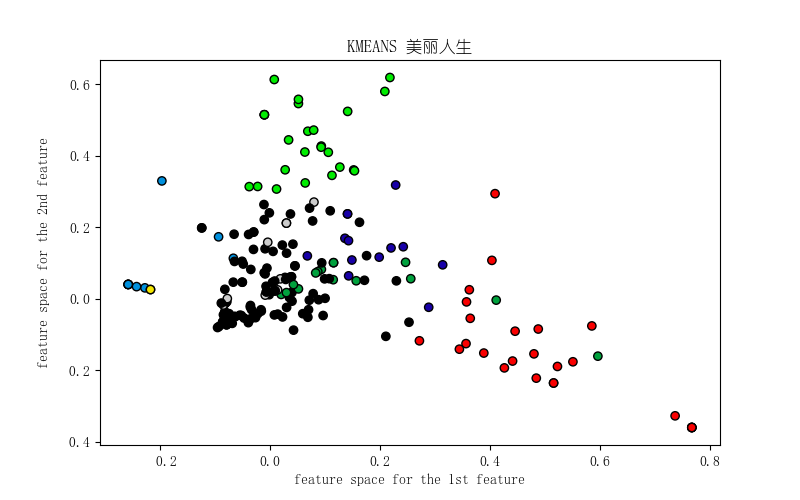 KMEANS 美丽人生
0.6
0.4
0.2
0.0
0.2
0.4
feature space for the 2nd feature
0.2 0.0 0.2 0.4 0.6 0.8
feature space for the 1st feature